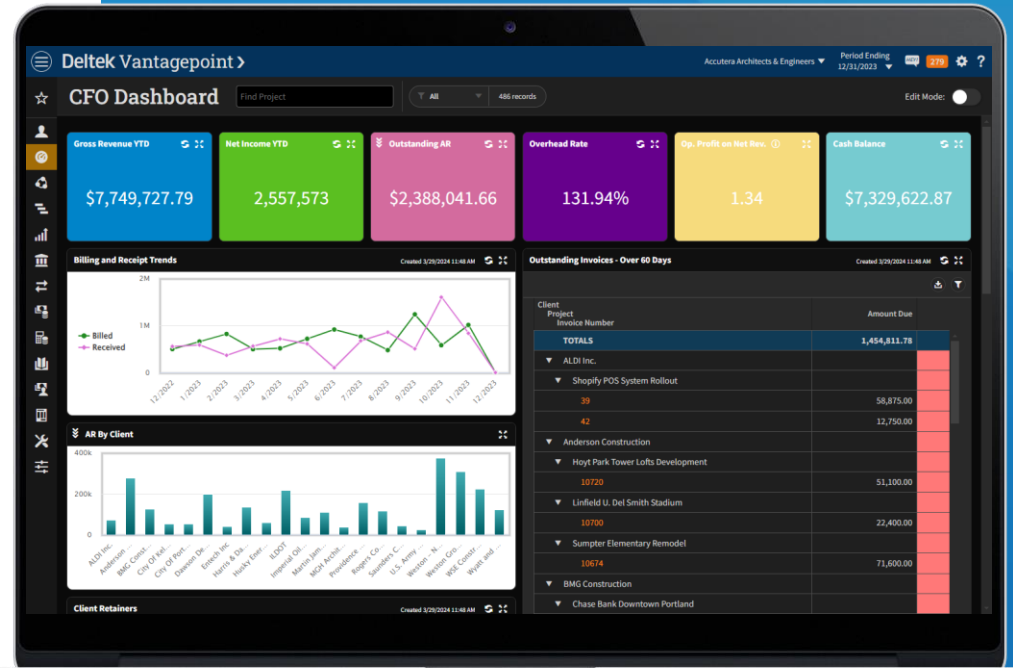 Deltek Vantagepoint >
Accutera Architects & Engineers
Period Ending
12/31/2023
279
?
CFO Dashboard
Find Project
All
486 records
Edit Mode:
Gross Revenue YTD
$7,749,727.79
Net Income YTD
2,557,573
Outstanding AR
$2,388,041.66
Overhead Rate
131.94%
Op. Profit on Net Rev.
1.34
Cash Balance
$7,329,622.87
Billing and Receipt Trends
Created 3/29/2024 11:48 AM
2M
1M
0
Billed
Received
12/2022
1/2023
2/2023
3/2023
4/2023
5/2023
6/2023
7/2023
8/2023
9/2023
10/2023
11/2023
12/2023
AR By Client
400k
200k
0
ALDI Inc.
Anderson ...
BMG Const...
City Of Kel...
City Of Port...
Dawson De...
Entech Inc
Harris & Da...
Husky Ener...
ILDOT
Imperial Oil...
Martin Jam...
MGH Archo...
Providence ...
Rogers Co...
Saunders C...
U.S. Army ...
Weston - N...
Weston Gro...
WSE Constr...
Wyatt and ...
Client Retainers
Created 3/29/2024 11:48 AM
Outstanding Invoices - Over 60 Days
Created 3/29/2024 11:48 AM
Client
Project
Invoice Number
Amount Due
TOTALS 1,454,811.78
ALDI Inc.
Shopify POS System Rollout
39 58,875.00
42 12,750.00
Anderson Construction
Hoyt Park Tower Lofts Development
10720 51,100.00
Linfield U. Del Smith Stadium
10700 22,400.00
Sumpter Elementary Remodel
10674 71,600.00
BMG Construction
Chase Bank Downtown Portland